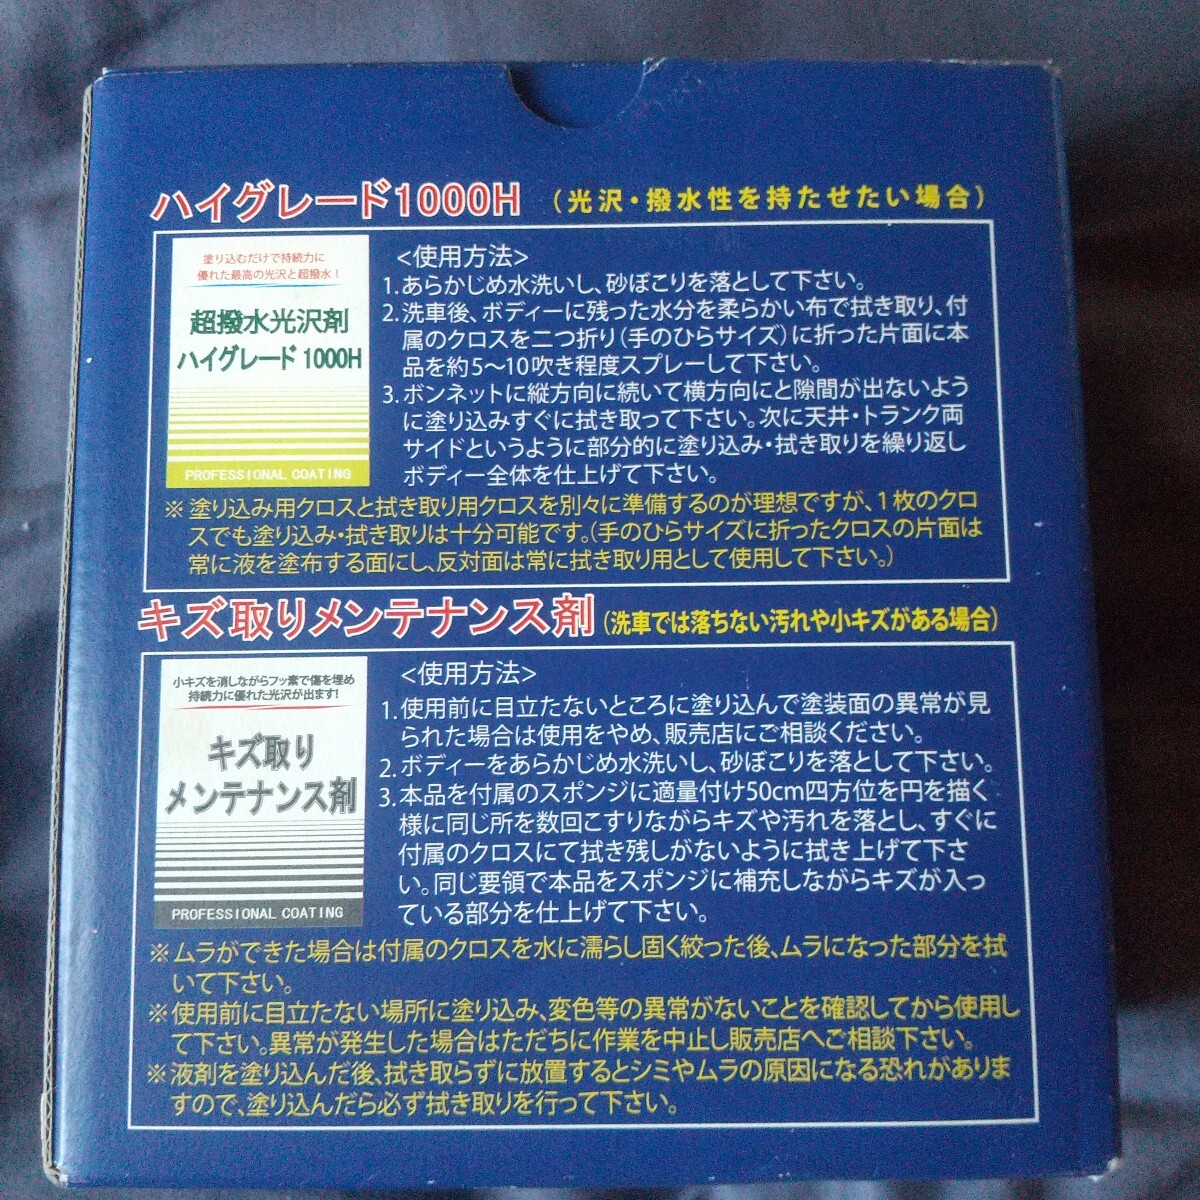 ハイグレード1000H （光沢・撥水性を持たせたい場合）
塗り込むだけで持続力に
優れた最高の光沢と超撥水！
超撥水光沢剤
ハイグレード1000H
PROFESSIONAL COATING
<使用方法>
1.あらかじめ水洗いし、砂ぼこりを落として下さい。
2.洗車後、ボディーに残った水分を柔らかい布で拭き取り、付
属のクロスを二つ折り（手のひらサイズ）に折った片面に本
品を約5～10吹き程度スプレーして下さい。
3.ボンネットに縦方向に続いて横方向にと隙間が出ないよう
に塗り込みすぐに拭き取って下さい。次に天井・トランク両
サイドというように部分的に塗り込み・拭き取りを繰り返し
ボディー全体を仕上げて下さい。
※塗り込み用クロスと拭き取り用クロスを別々に準備するのが理想ですが、1枚のクロ
スでも塗り込み・拭き取りは十分可能です。（手のひらサイズに折ったクロスの片面は
常に液を塗布する面にし、反対面は常に拭き取り用として使用して下さい。）
キズ取りメンテナンス剤（洗車では落ちない汚れや小キズがある場合）
小キズを消しながらフッ素で傷を埋め
持続力に優れた光沢が出ます！
キズ取り
メンテナンス剤
PROFESSIONAL COATING
<使用方法>
1.使用前に目立たないところに塗り込んで塗装面の異常が見
られた場合は使用をやめ、販売店にご相談ください。
2.ボディーをあらかじめ水洗いし、砂ぼこりを落として下さい。
3.本品を付属のスポンジに適量付け50cm四方位を円を描く
様に同じ所を数回こすりながらキズや汚れを落とし、すぐに
付属のクロスにて拭き残しがないように拭き上げて下さ
い。同じ要領で本品をスポンジに補充しながらキズが入っ
ている部分を仕上げて下さい。
※ムラができた場合は付属のクロスを水に濡らし固く絞った後、ムラになった部分を拭
いて下さい。
※使用前に目立たない場所に塗り込み、変色等の異常がないことを確認してから使用し
て下さい。異常が発生した場合はただちに作業を中止し販売店へご相談下さい。
※液剤を塗り込んだ後、拭き取らずに放置するとシミやムラの原因になる恐れがありま
すので、塗り込んだら必ず拭き取りを行って下さい。